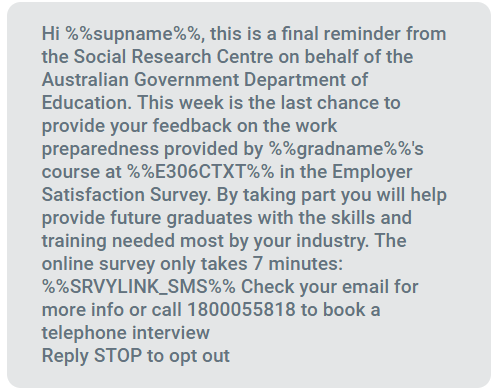 Hi %%supname%%, this is a final reminder from
the Social Research Centre on behalf of the
Australian Government Department of
Education. This week is the last chance to
provide your feedback on the work
preparedness provided by %%gradname%%'s
course at %%E306CTXT%% in the Employer
Satisfaction Survey. By taking part you will help
provide future graduates with the skills and
training needed most by your industry. The
online survey only takes 7 minutes:
%%SRVYLINK_SMS%% Check your email for
more info or call 1800055818 to book a
telephone interview
Reply STOP to opt out